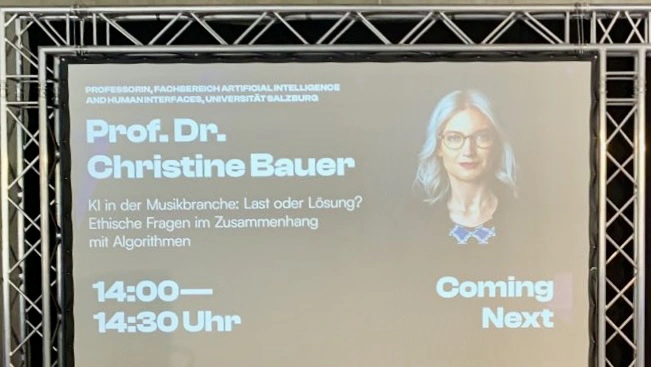 PROFESSORIN, FACHBEREICH ARTIFICIAL INTELLIGENCE
AND HUMAN INTERFACES, UNIVERSITÄT SALZBURG
Prof. Dr.
Christine Bauer
KI in der Musikbranche: Last oder Lösung?
Ethische Fragen im Zusammenhang
mit Algorithmen
14:00—
14:30 Uhr
Coming
Next